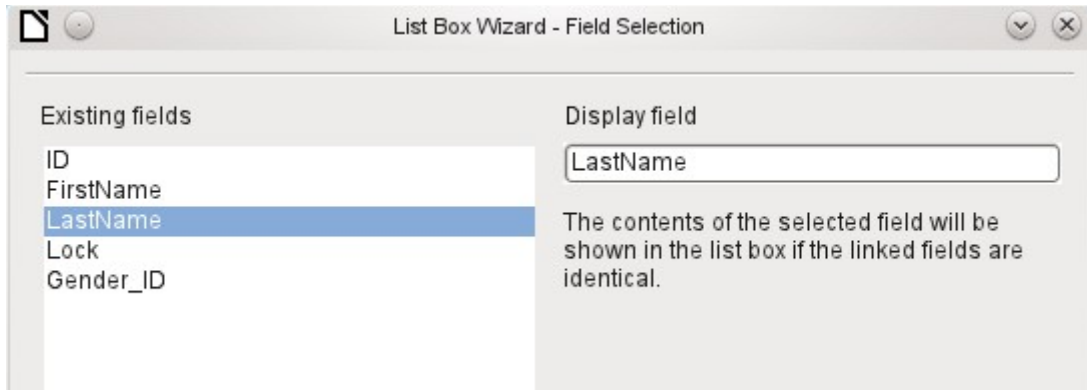 List Box Wizard - Field Selection
Existing fields
ID
FirstName
LastName
Lock
Gender_ID
Display field
LastName
The contents of the selected field will be
shown in the list box if the linked fields are
identical.